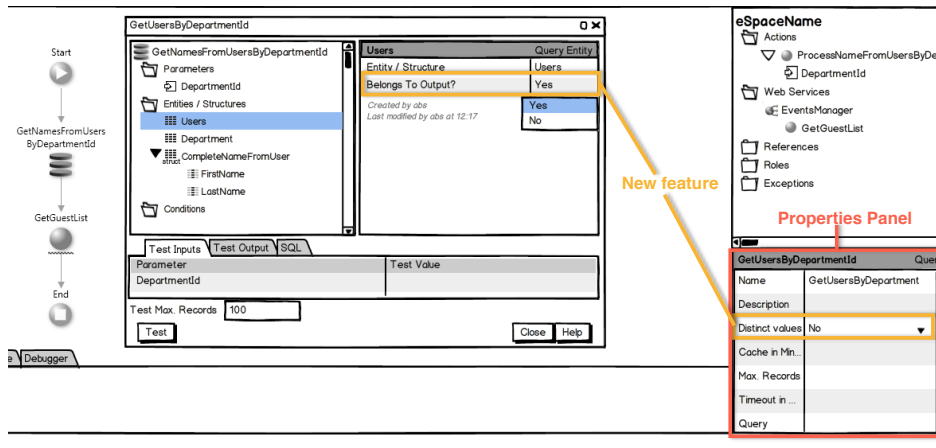 Start
GetNamesFromUsers
ByDepartmentId
GetGuestList
End
Debugger
GetUsersByDepartmentId
GetNamesFromUsersByDepartmentId
Parameters
DepartmentId
Entities / Structures
Users
Department
struct CompleteNameFromUser
FirstName
LastName
Conditions
Users Query Entity
Entity / Structure Users
Belongs To Output? Yes
Created by abs
Last modified by abs at 12:17
Yes
No
Test Inputs Test Output SQL
Parameter Test Value
DepartmentId
Test Max. Records 100
Test Close Help
New feature
eSpaceName
Actions
ProcessNameFromUsersByDe
DepartmentId
Web Services
EventsManager
GetGuestList
References
Roles
Exceptions
Properties Panel
GetUsersByDepartmentId Quer
Name GetUsersByDepartment
Description
Distinct values No
Cache in Min...
Max. Records
Timeout in ...
Query